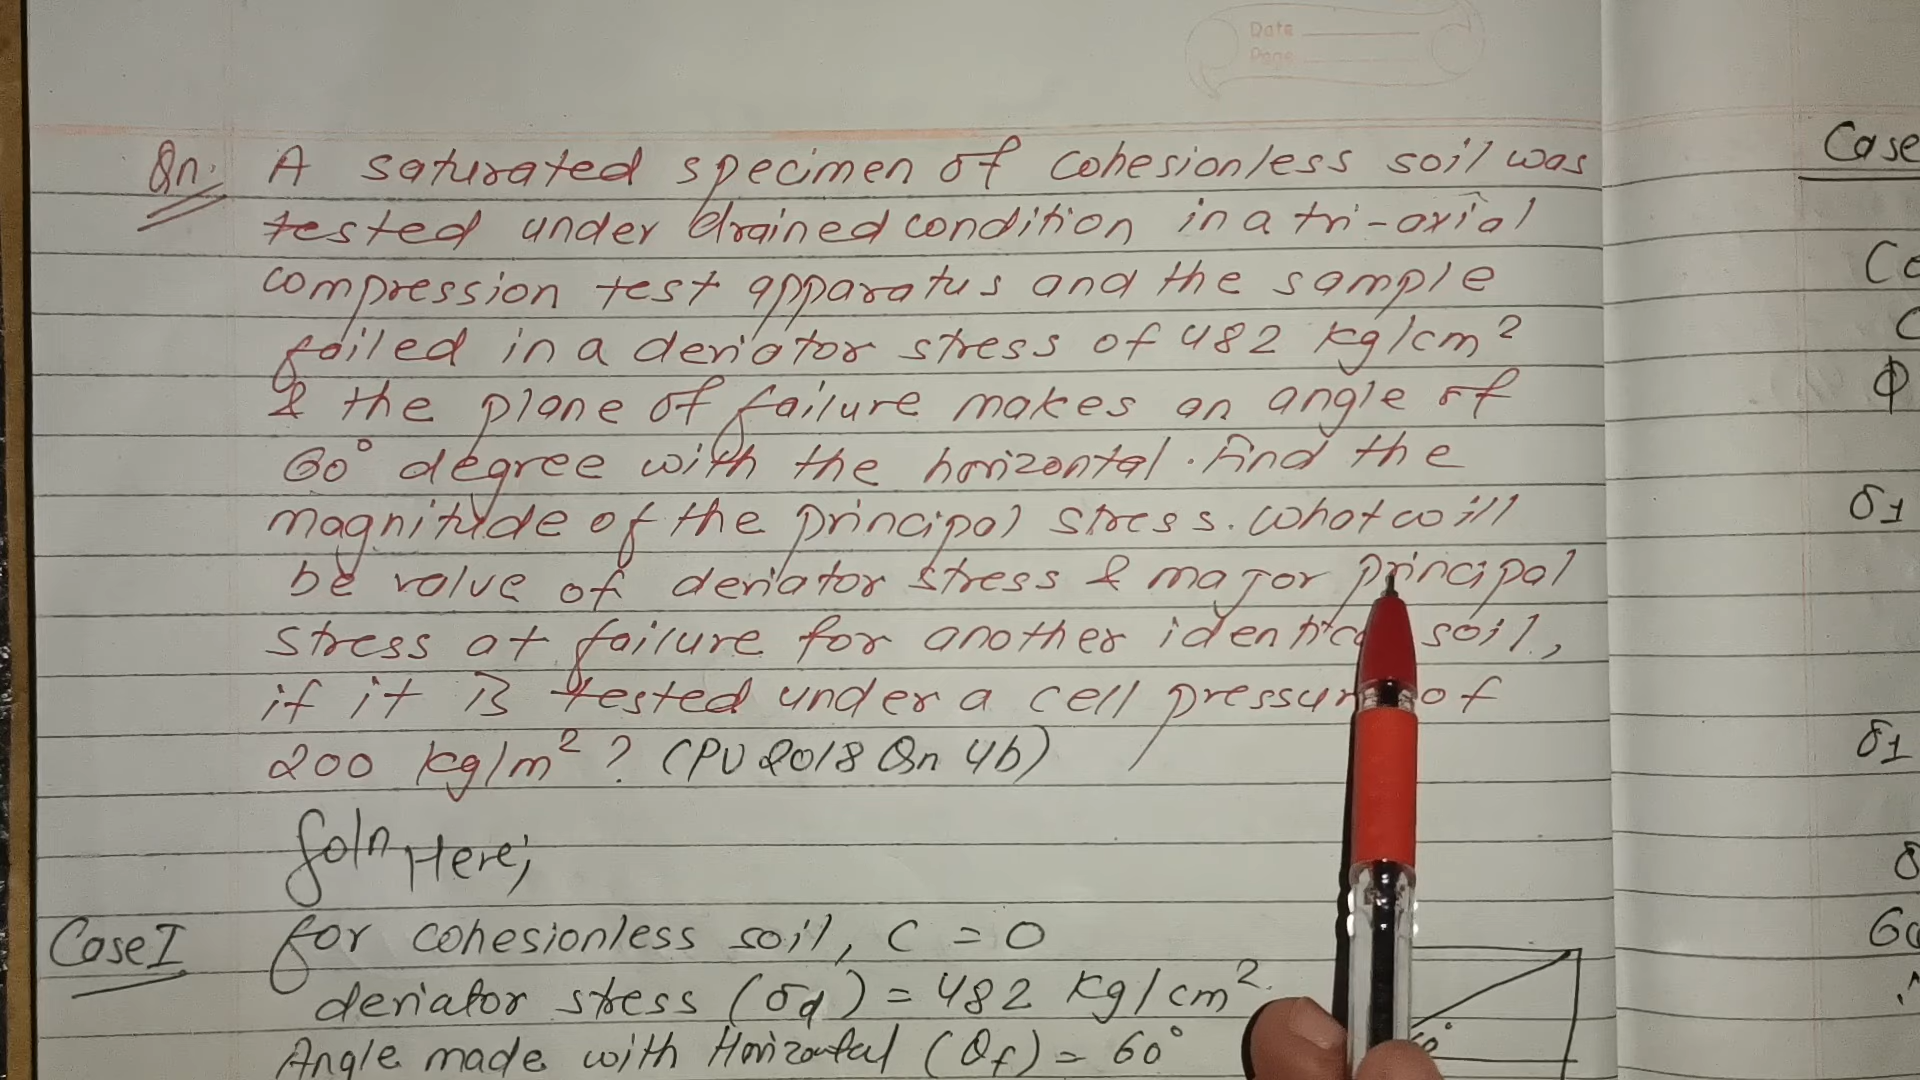 Date
Page
Qn. A saturated specimen of cohesionless soil was
tested under drained condition in a tri-axial
compression test apparatus and the sample
failed in a deviator stress of 482 kg/cm²
& the plane of failure makes an angle of
60° degree with the horizontal. Find the
magnitude of the principal stress. What will
be value of deviator stress & major principal
stress at failure for another identical soil,
if it is tested under a cell pressure of
200 kg/m² ? (PU 2018 Qn 4b)
Soln Here;
Case I for cohesionless soil, C = 0
deviator stress (σd) = 482 kg/cm².
Angle made with Horizontal (θf) = 60°
Case
σ1
σ1